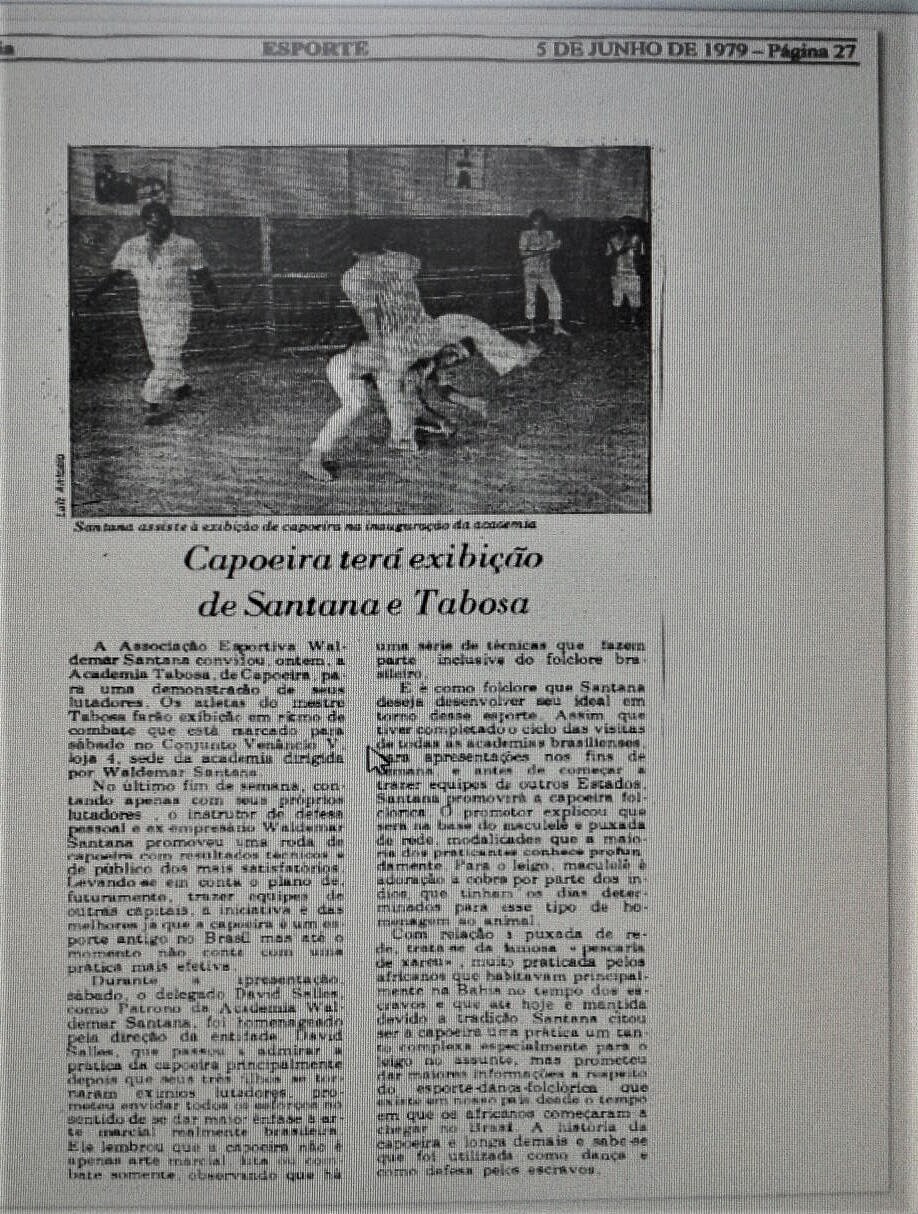 ia
ESPORTE
5 DE JUNHO DE 1979 – Página 27
Luiz Antonio
Santana assiste à exibição de capoeira na inauguração da academia
Capoeira terá exibição
de Santana e Tabosa
A Associação Esportiva Wal-
demar Santana convidou, ontem, a
Academia Tabosa, de Capoeira, pa-
ra uma demonstração de seus
lutadores. Os atletas do mestre
Tabosa farão exibição em ritmo de
combate que está marcado para
sábado no Conjunto Venâncio V,
loja 4, sede da academia dirigida
por Waldemar Santana
No último fim de semana, con-
tando apenas com seus próprios
lutadores , o instrutor de defesa
pessoal e ex-empresário Waldemar
Santana promoveu uma roda de
capoeira com resultados técnicos e
de público dos mais satisfatórios.
Levando-se em conta o plano de,
futuramente, trazer equipes de
outras capitais, a iniciativa é das
melhores já que a capoeira é um es-
porte antigo no Brasil mas até o
momento não conta com uma
prática mais efetiva.
Durante a apresentação,
sábado, o delegado David Salles,
como Patrono da Academia Wal-
demar Santana, foi homenageado
pela direção da entidade. David
Salles, que passou a admirar a
prática da capoeira principalmente
depois que seus três filhos se tor-
naram exímios lutadores, pro-
meteu envidar todos os esforços no
sentido de se dar maior ênfase à ar-
te marcial realmente brasileira.
Ele lembrou que a capoeira não é
apenas arte marcial, luta ou com-
bate somente, observando que há
uma série de técnicas que fazem
parte inclusive do folclore bra-
sileiro.
E é como folclore que Santana
deseja desenvolver seu ideal em
torno desse esporte. Assim que
tiver completado o ciclo das visitas
de todas as academias brasilienses,
para apresentações nos fins de
semana e antes de começar a
trazer equipes de outros Estados,
Santana promoverá a capoeira fol-
clórica. O promotor explicou que
será na base do maculelê e puxada
de rede, modalidades que a maio-
ria dos praticantes conhece profun
damente. Para o leigo, maculelê é
adoração a cobra por parte dos ín-
dios que tinham os dias deter-
minados para esse tipo de ho-
menagem ao animal.
Com relação à puxada de re-
de, trata-se da famosa «pescaria
de xaréu», muito praticada pelos
africanos que habitavam principal-
mente na Bahia no tempo dos es-
cravos e que até hoje é mantida
devido a tradição. Santana citou
ser a capoeira uma prática um tan-
to complexa especialmente para o
leigo no assunto, mas prometeu
dar maiores informações a respeito
do esporte-dança-folclórica que
existe em nosso país desde o tempo
em que os africanos começaram a
chegar no Brasil. A história da
capoeira é longa demais e sabe-se
que foi utilizada como dança e
como defesa pelos escravos.